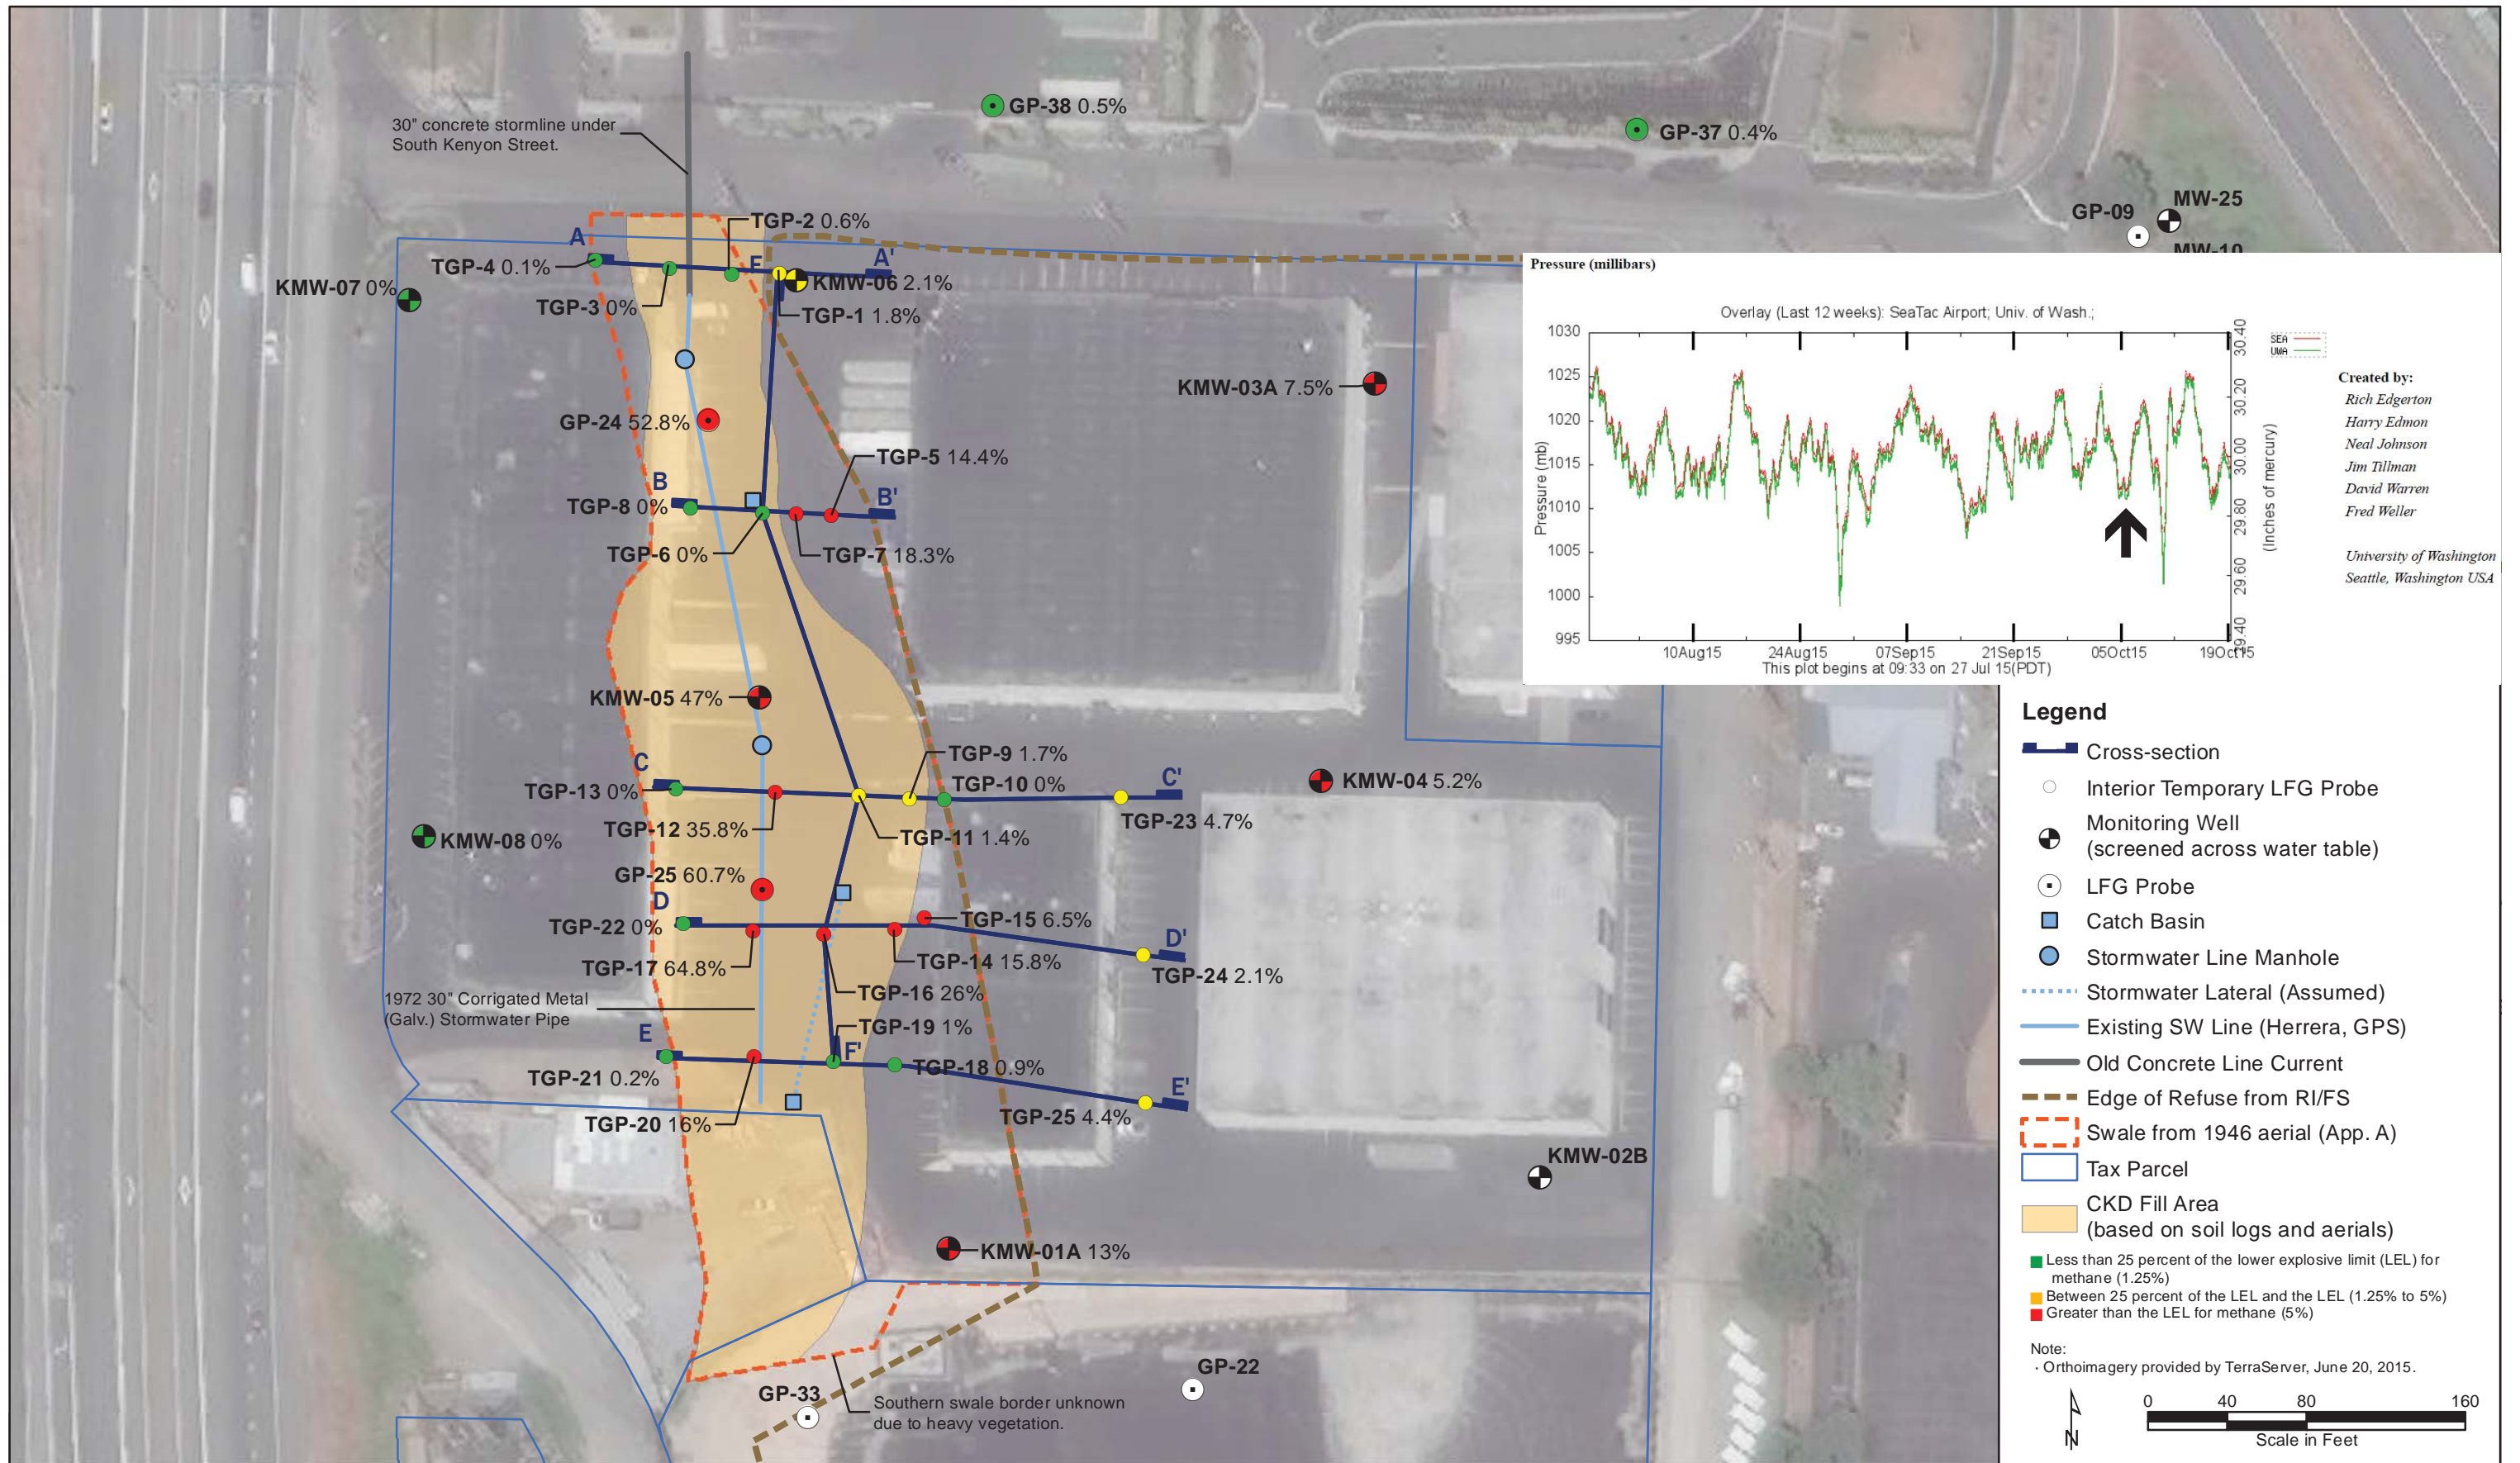 GP-38 0.5%
30" concrete stormline under
South Kenyon Street.
GP-37 0.4%
MW-25
GP-09
MW-10
TGP-2 0.6%
A
F
A'
TGP-4 0.1%
KMW-07 0%
KMW-06 2.1%
TGP-3 0%
TGP-1 1.8%
KMW-03A 7.5%
GP-24 52.8%
TGP-5 14.4%
B
B'
TGP-8 0%
TGP-6 0%
TGP-7 18.3%
KMW-05 47%
TGP-9 1.7%
C
TGP-10 0%
C'
KMW-04 5.2%
TGP-13 0%
TGP-23 4.7%
TGP-12 35.8%
TGP-11 1.4%
KMW-08 0%
GP-25 60.7%
D
TGP-15 6.5%
TGP-22 0%
D'
TGP-17 64.8%
TGP-14 15.8%
TGP-24 2.1%
TGP-16 26%
1972 30" Corrigated Metal
(Galv.) Stormwater Pipe
TGP-19 1%
E
F'
TGP-18 0.9%
TGP-21 0.2%
E'
TGP-25 4.4%
TGP-20 16%
KMW-02B
KMW-01A 13%
GP-22
GP-33
Southern swale border unknown
due to heavy vegetation.
Pressure (millibars)
Overlay (Last 12 weeks): SeaTac Airport; Univ. of Wash.;
1030
1025
1020
1015
1010
1005
1000
995
Pressure (mb)
30.40
30.20
30.00
29.80
29.60
29.40
(Inches of mercury)
SEA
UWA
10Aug15 24Aug15 07Sep15 21Sep15 05Oct15 19Oct15
This plot begins at 09:33 on 27 Jul 15(PDT)
Created by:
Rich Edgerton
Harry Edmon
Neal Johnson
Jim Tillman
David Warren
Fred Weller
University of Washington
Seattle, Washington USA
Legend
Cross-section
Interior Temporary LFG Probe
Monitoring Well
(screened across water table)
LFG Probe
Catch Basin
Stormwater Line Manhole
Stormwater Lateral (Assumed)
Existing SW Line (Herrera, GPS)
Old Concrete Line Current
Edge of Refuse from RI/FS
Swale from 1946 aerial (App. A)
Tax Parcel
CKD Fill Area
(based on soil logs and aerials)
Less than 25 percent of the lower explosive limit (LEL) for
methane (1.25%)
Between 25 percent of the LEL and the LEL (1.25% to 5%)
Greater than the LEL for methane (5%)
Note:
· Orthoimagery provided by TerraServer, June 20, 2015.
N
0 40 80 160
Scale in Feet